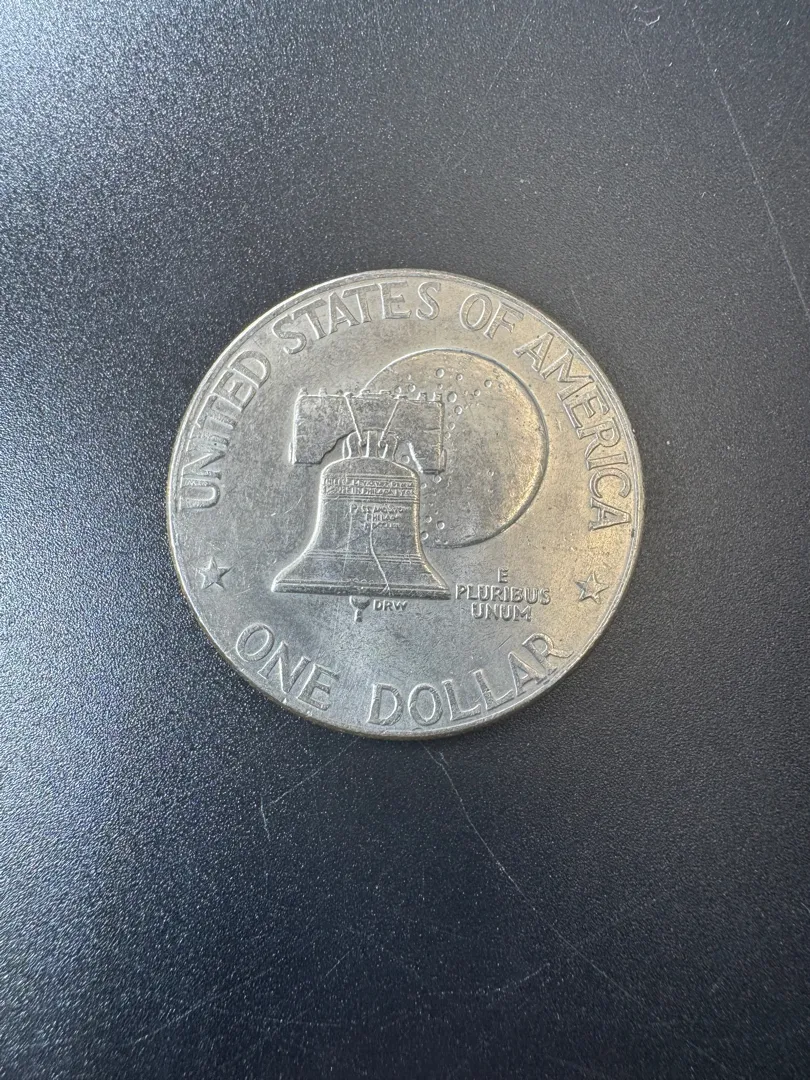 UNITED STATES OF AMERICA
E
PLURIBUS
UNUM
DRW
ONE DOLLAR